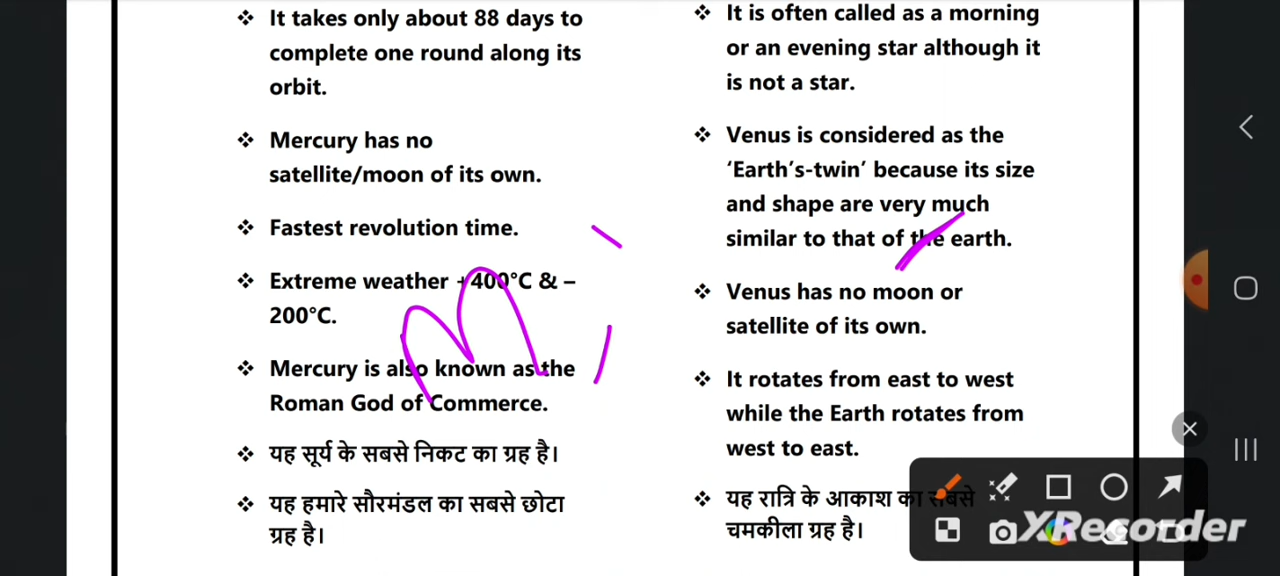 ❖ It takes only about 88 days to
complete one round along its
orbit.
❖ Mercury has no
satellite/moon of its own.
❖ Fastest revolution time.
❖ Extreme weather +400°C & –
200°C.
❖ Mercury is also known as the
Roman God of Commerce.
❖ यह सूर्य के सबसे निकट का ग्रह है।
❖ यह हमारे सौरमंडल का सबसे छोटा
ग्रह है।
❖ It is often called as a morning
or an evening star although it
is not a star.
❖ Venus is considered as the
‘Earth’s-twin’ because its size
and shape are very much
similar to that of the earth.
❖ Venus has no moon or
satellite of its own.
❖ It rotates from east to west
while the Earth rotates from
west to east.
❖ यह रात्रि के आकाश का सबसे
चमकीला ग्रह है।
XRecorder